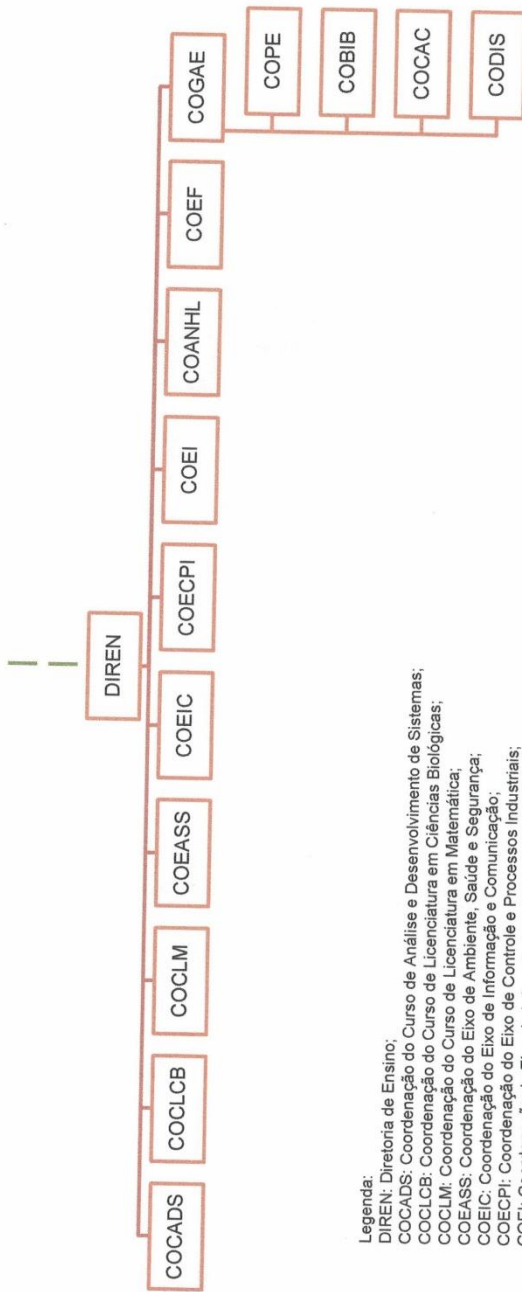 DIREN
COCADS
COCLCB
COCLM
COEASS
COEIC
COECPI
COEI
COANHL
COEF
COGAE
COPE
COBIB
COCAC
CODIS
Legenda:
DIREN: Diretoria de Ensino;
COCADS: Coordenação do Curso de Análise e Desenvolvimento de Sistemas;
COCLCB: Coordenação do Curso de Licenciatura em Ciências Biológicas;
COCLM: Coordenação do Curso de Licenciatura em Matemática;
COEASS: Coordenação do Eixo de Ambiente, Saúde e Segurança;
COEIC: Coordenação do Eixo de Informação e Comunicação;
COECPI: Coordenação do Eixo de Controle e Processos Industriais;